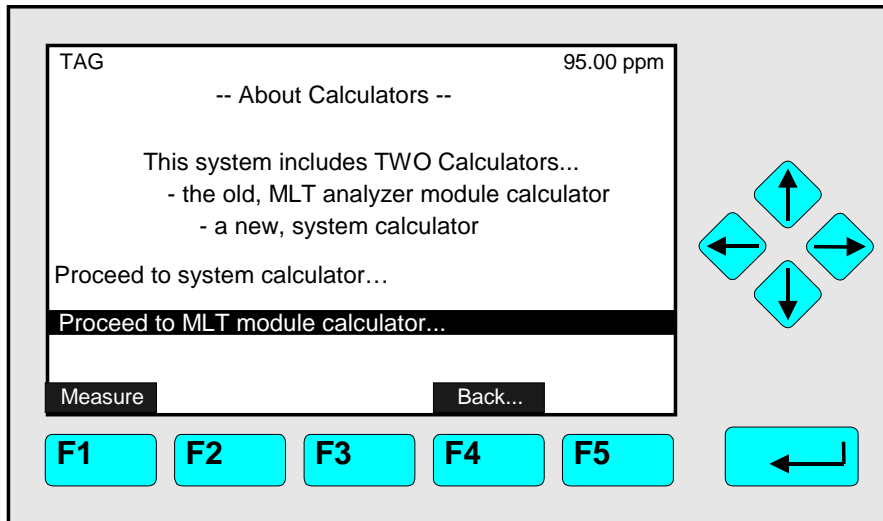 TAG 95.00 ppm
-- About Calculators --
This system includes TWO Calculators...
- the old, MLT analyzer module calculator
- a new, system calculator
Proceed to system calculator…
Proceed to MLT module calculator...
Measure Back...
F1 F2 F3 F4 F5